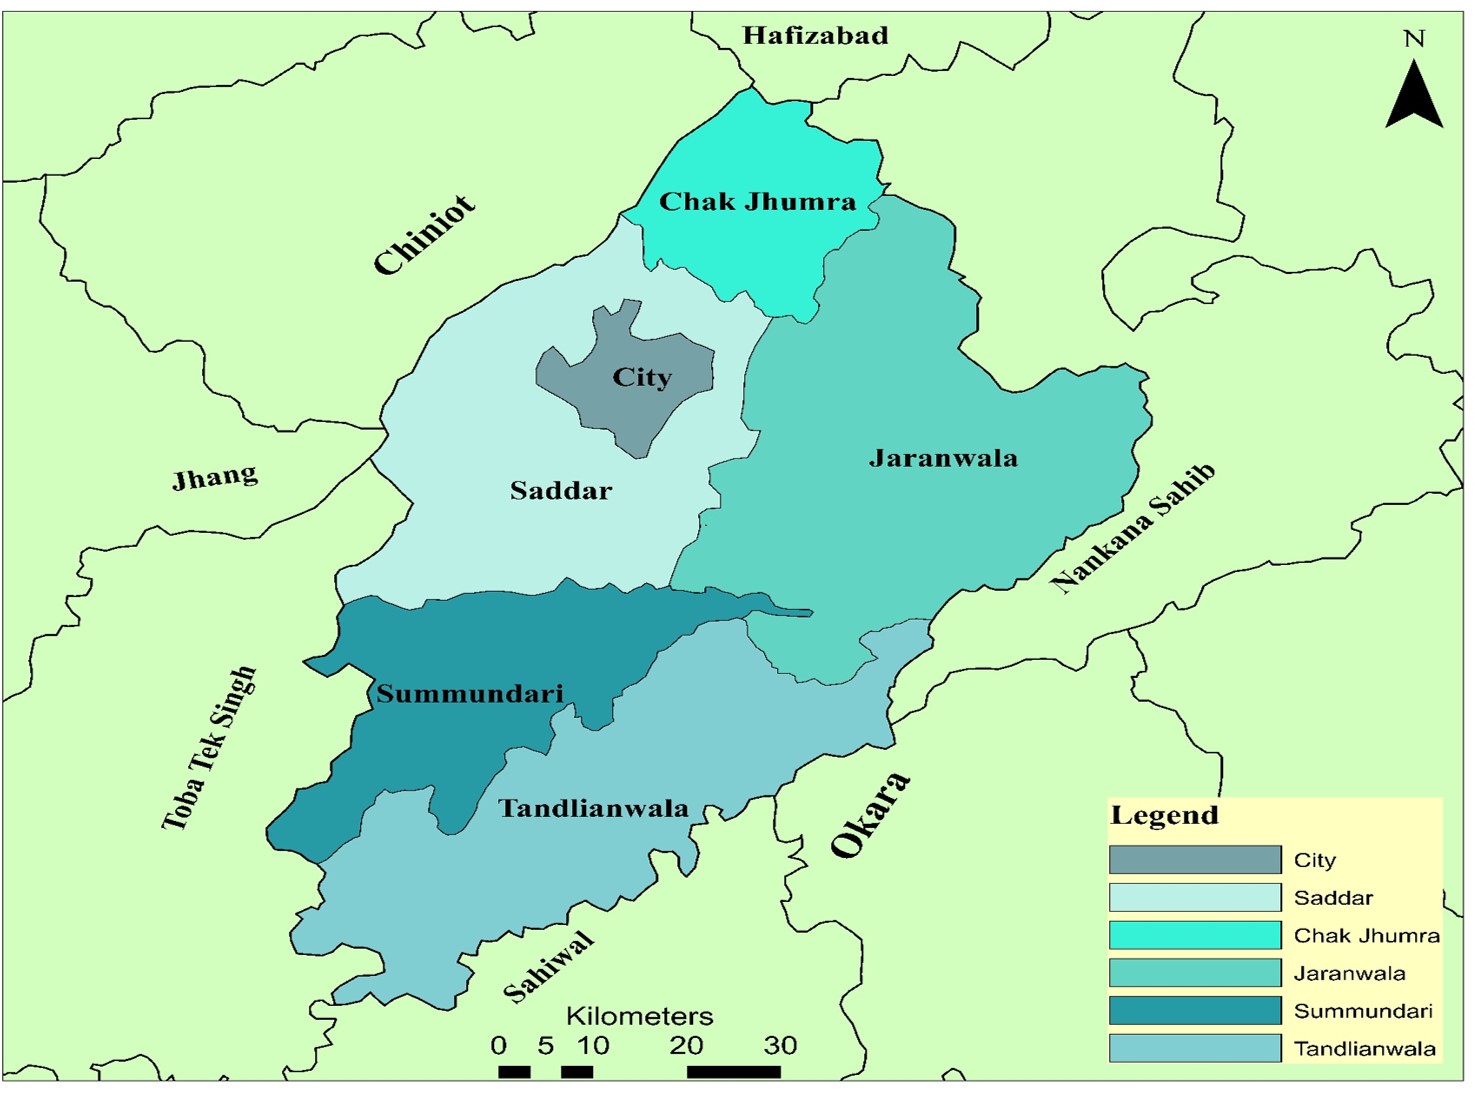 Hafizabad
N
Chak Jhumra
Chiniot
City
Jaranwala
Jhang
Saddar
Nankana Sahib
Toba Tek Singh
Summundari
Tandlianwala
Okara
Sahiwal
Kilometers
0 5 10 20 30
Legend
City
Saddar
Chak Jhumra
Jaranwala
Summundari
Tandlianwala